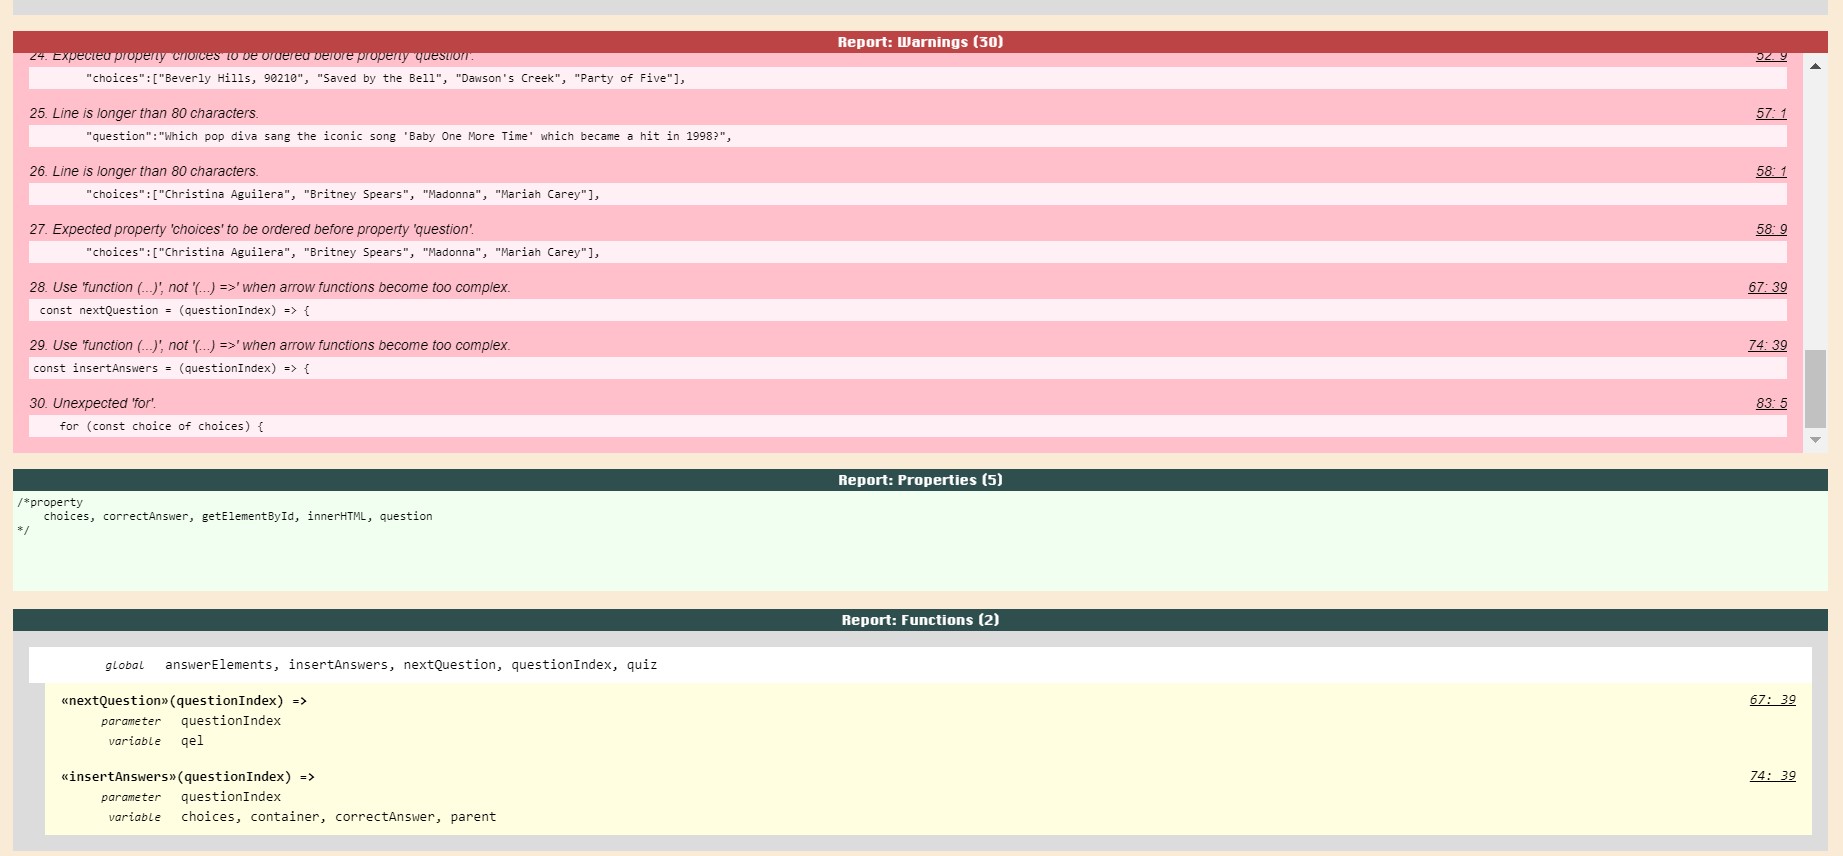 Report: Warnings (30)
24. Expected property 'choices' to be ordered before property 'question'. 52: 9
"choices":["Beverly Hills, 90210", "Saved by the Bell", "Dawson's Creek", "Party of Five"],
25. Line is longer than 80 characters. 57: 1
"question":"Which pop diva sang the iconic song 'Baby One More Time' which became a hit in 1998?",
26. Line is longer than 80 characters. 58: 1
"choices":["Christina Aguilera", "Britney Spears", "Madonna", "Mariah Carey"],
27. Expected property 'choices' to be ordered before property 'question'. 58: 9
"choices":["Christina Aguilera", "Britney Spears", "Madonna", "Mariah Carey"],
28. Use 'function (...)', not '(...) =>' when arrow functions become too complex. 67: 39
const nextQuestion = (questionIndex) => {
29. Use 'function (...)', not '(...) =>' when arrow functions become too complex. 74: 39
const insertAnswers = (questionIndex) => {
30. Unexpected 'for'. 83: 5
for (const choice of choices) {
Report: Properties (5)
/*property
choices, correctAnswer, getElementById, innerHTML, question
*/
Report: Functions (2)
global answerElements, insertAnswers, nextQuestion, questionIndex, quiz
«nextQuestion»(questionIndex) => 67: 39
parameter questionIndex
variable qel
«insertAnswers»(questionIndex) => 74: 39
parameter questionIndex
variable choices, container, correctAnswer, parent